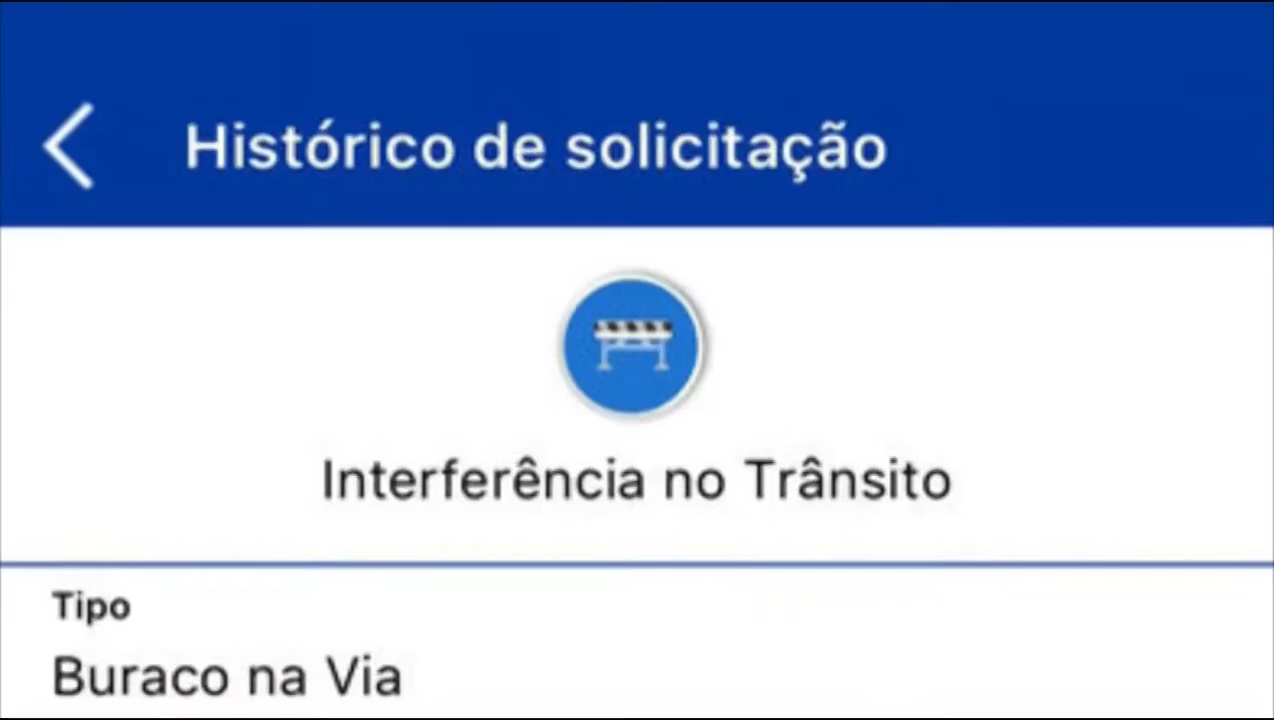 Histórico de solicitação
Interferência no Trânsito
Tipo
Buraco na Via